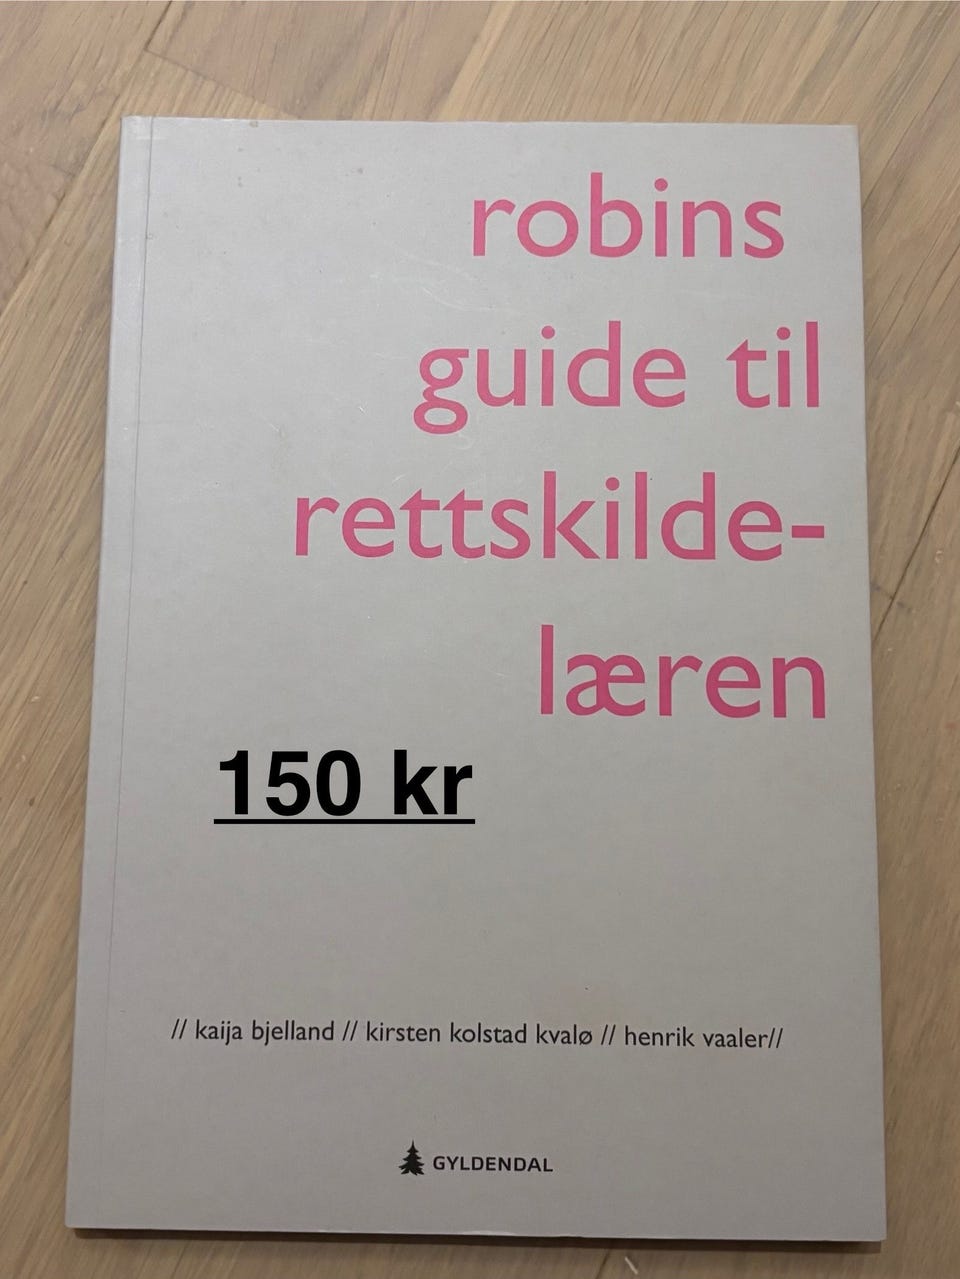 robins
guide til
rettskilde-
læren
150 kr
// kaija bjelland // kirsten kolstad kvalø // henrik vaaler//
GYLDENDAL